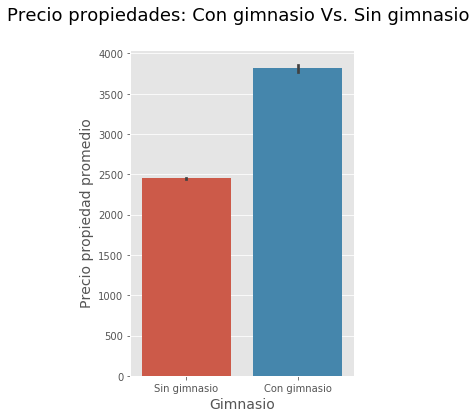 Precio propiedades: Con gimnasio Vs. Sin gimnasio
Precio propiedad promedio
4000
3500
3000
2500
2000
1500
1000
500
0
Sin gimnasio
Con gimnasio
Gimnasio